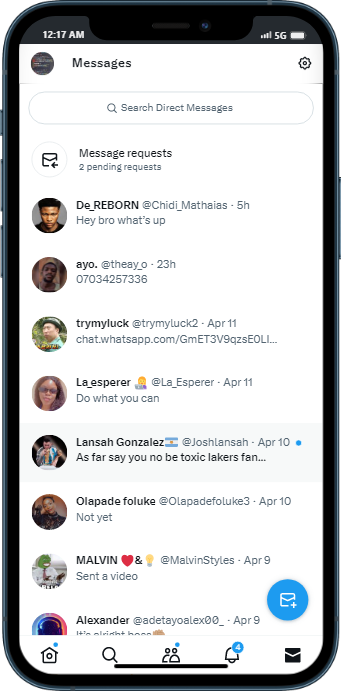 12:17 AM 5G
Messages
Search Direct Messages
Message requests
2 pending requests
De_REBORN @Chidi_Mathaias · 5h
Hey bro what's up
ayo. @theay_o · 23h
07034257336
trymyluck @trymyluck2 · Apr 11
chat.whatsapp.com/GmET3V9qzsE0LI...
La_esperer @La_Esperer · Apr 11
Do what you can
Lansah Gonzalez @Joshlansah · Apr 10
As far say you no be toxic lakers fan...
Olapade foluke @Olapadefoluke3 · Apr 10
Not yet
MALVIN ❤️&💡 @MalvinStyles · Apr 9
Sent a video
Alexander @adetayoalex00_ · Apr 9
It's alright boss
4